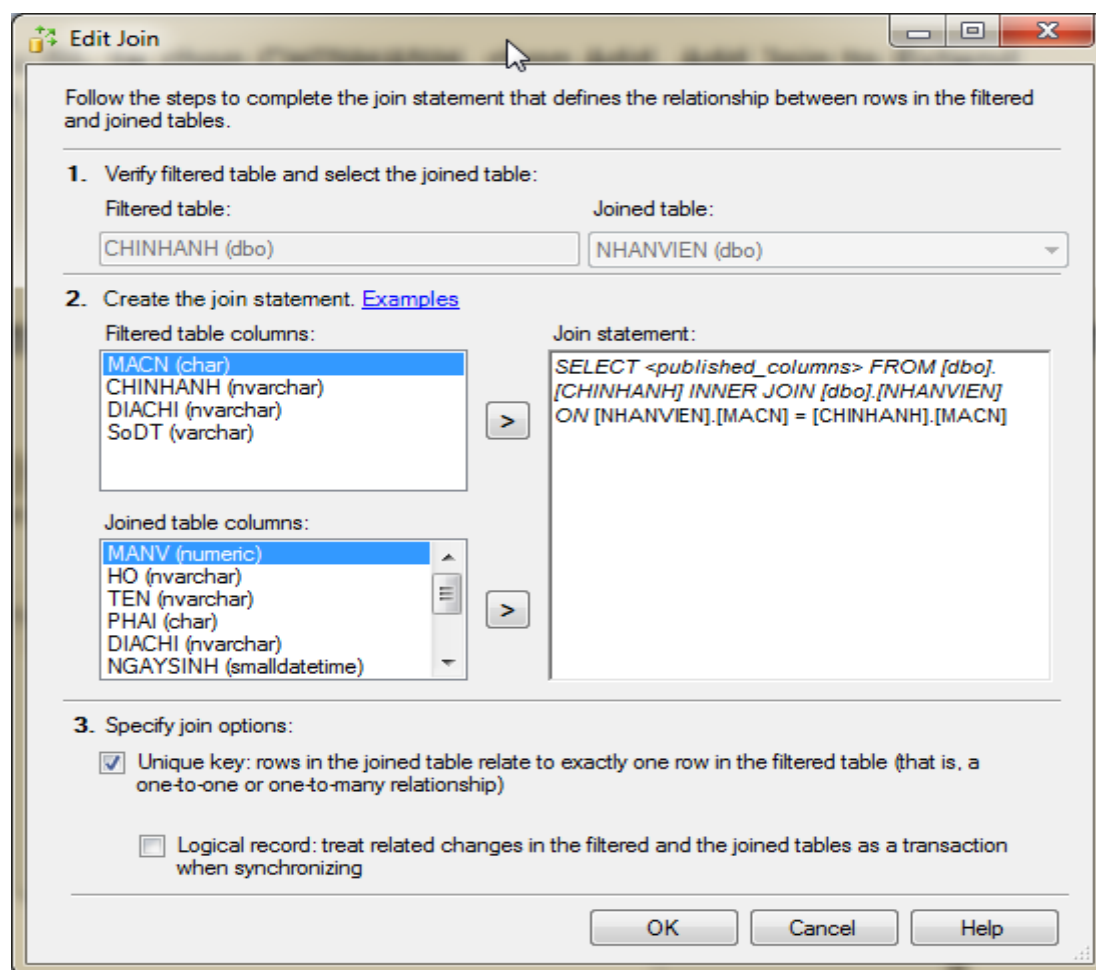 Edit Join
Follow the steps to complete the join statement that defines the relationship between rows in the filtered
and joined tables.
1. Verify filtered table and select the joined table:
Filtered table:
Joined table:
CHINHANH (dbo)
NHANVIEN (dbo)
2. Create the join statement. Examples
Filtered table columns:
MACN (char)
CHINHANH (nvarchar)
DIACHI (nvarchar)
SoDT (varchar)
>
Join statement:
SELECT <published_columns> FROM [dbo].
[CHINHANH] INNER JOIN [dbo].[NHANVIEN]
ON [NHANVIEN].[MACN] = [CHINHANH].[MACN]
Joined table columns:
MANV (numeric)
HO (nvarchar)
TEN (nvarchar)
PHAI (char)
DIACHI (nvarchar)
NGAYSINH (smalldatetime)
>
3. Specify join options:
Unique key: rows in the joined table relate to exactly one row in the filtered table (that is, a
one-to-one or one-to-many relationship)
Logical record: treat related changes in the filtered and the joined tables as a transaction
when synchronizing
OK
Cancel
Help